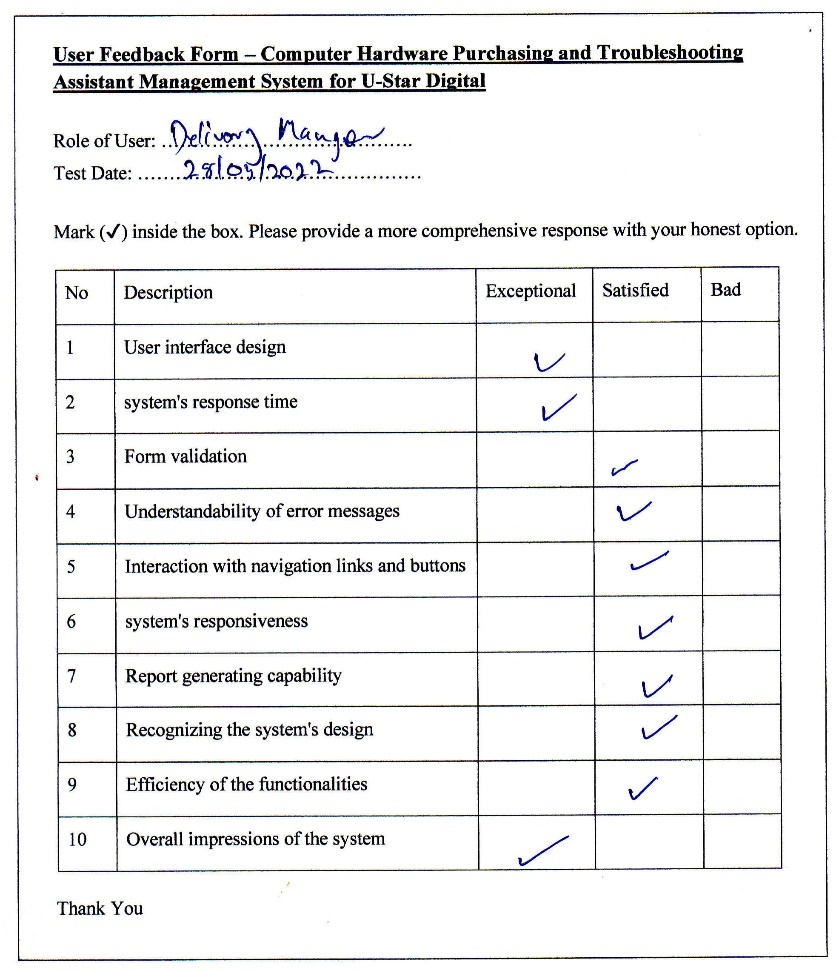 User Feedback Form – Computer Hardware Purchasing and Troubleshooting
Assistant Management System for U-Star Digital
Role of User: ..Delivery Manger..........
Test Date: .......28/05/2022................
Mark (✓) inside the box. Please provide a more comprehensive response with your honest option.
No Description Exceptional Satisfied Bad
1 User interface design ✓
2 system's response time ✓
3 Form validation ✓
4 Understandability of error messages ✓
5 Interaction with navigation links and buttons ✓
6 system's responsiveness ✓
7 Report generating capability ✓
8 Recognizing the system's design ✓
9 Efficiency of the functionalities ✓
10 Overall impressions of the system ✓
Thank You